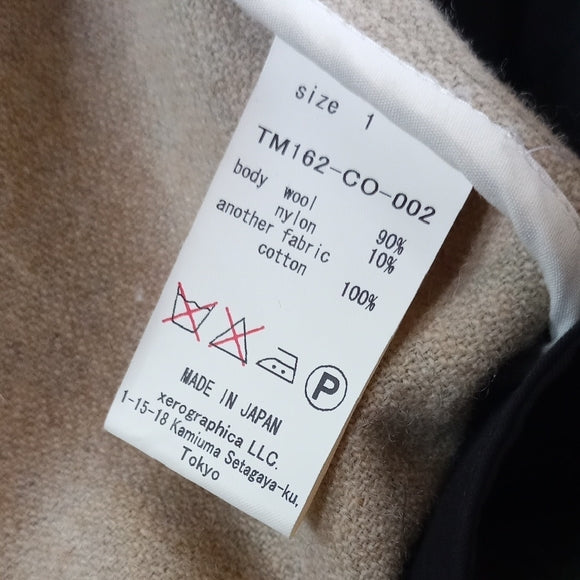 size 1
TM162-CO-002
body wool 90%
nylon 10%
another fabric
cotton 100%
P
MADE IN JAPAN
xerographica LLC.
1-15-18 Kamiuma Setagaya-ku,
Tokyo